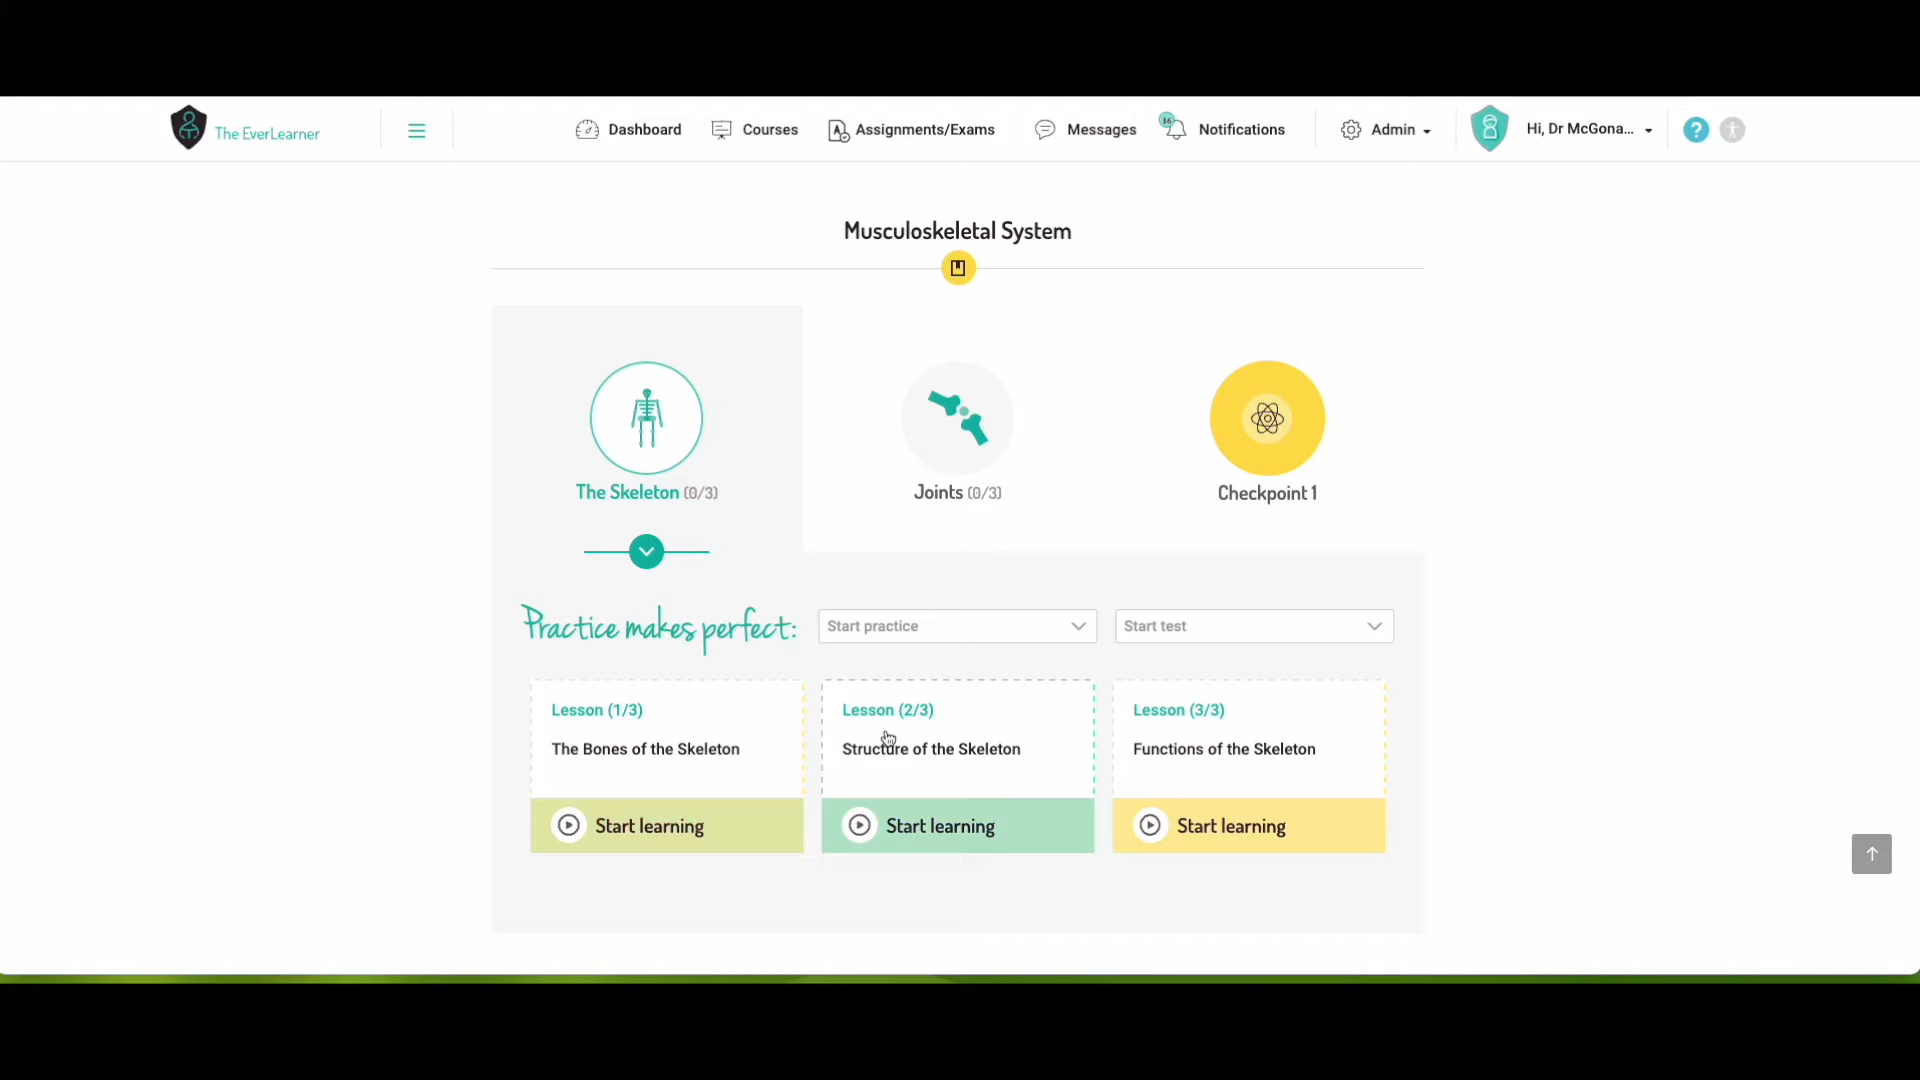 The EverLearner
Dashboard
Courses
Assignments/Exams
Messages
16
Notifications
Admin
Hi, Dr McGona...
?
Musculoskeletal System
The Skeleton (0/3)
Joints (0/3)
Checkpoint 1
Practice makes perfect:
Start practice
Start test
Lesson (1/3)
The Bones of the Skeleton
Start learning
Lesson (2/3)
Structure of the Skeleton
Start learning
Lesson (3/3)
Functions of the Skeleton
Start learning